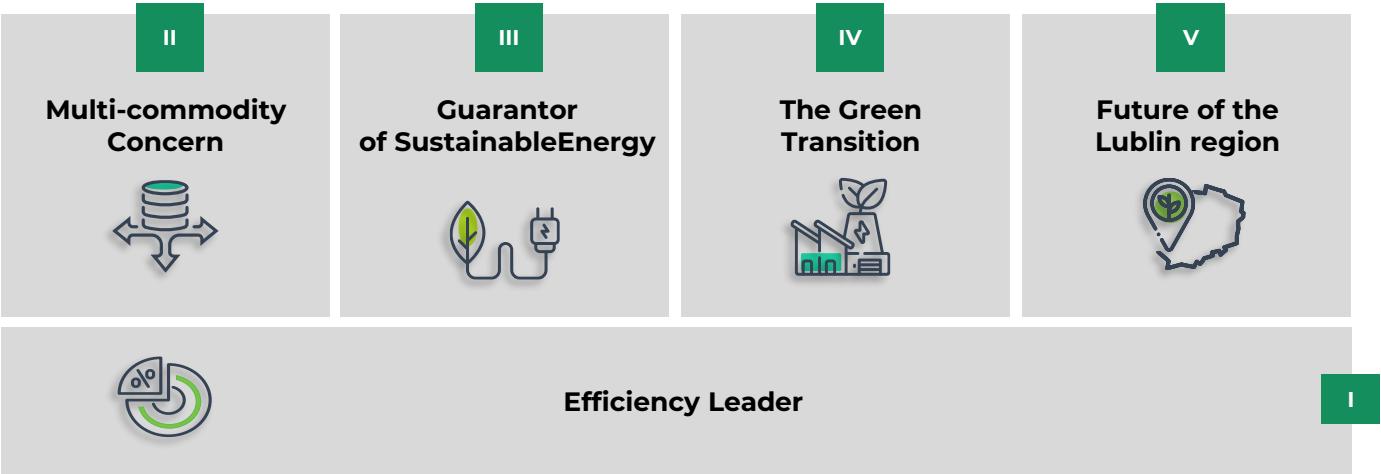 II
Multi-commodity
Concern
III
Guarantor
of SustainableEnergy
IV
The Green
Transition
V
Future of the
Lublin region
%
Efficiency Leader
I